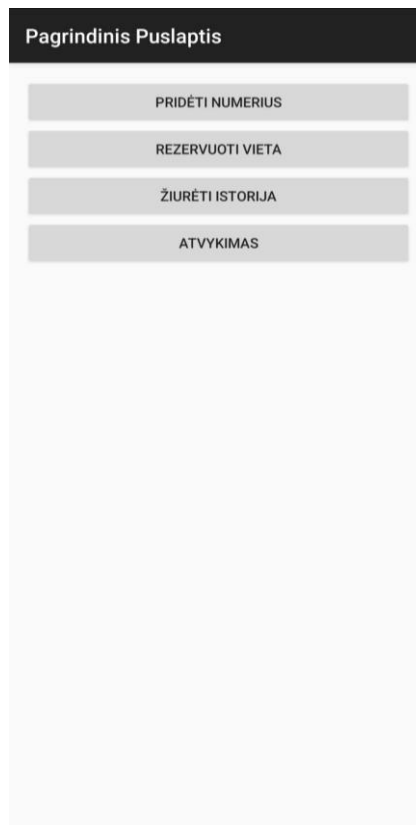 Pagrindinis Puslaptis
PRIDĖTI NUMERIUS
REZERVUOTI VIETA
ŽIURĖTI ISTORIJA
ATVYKIMAS